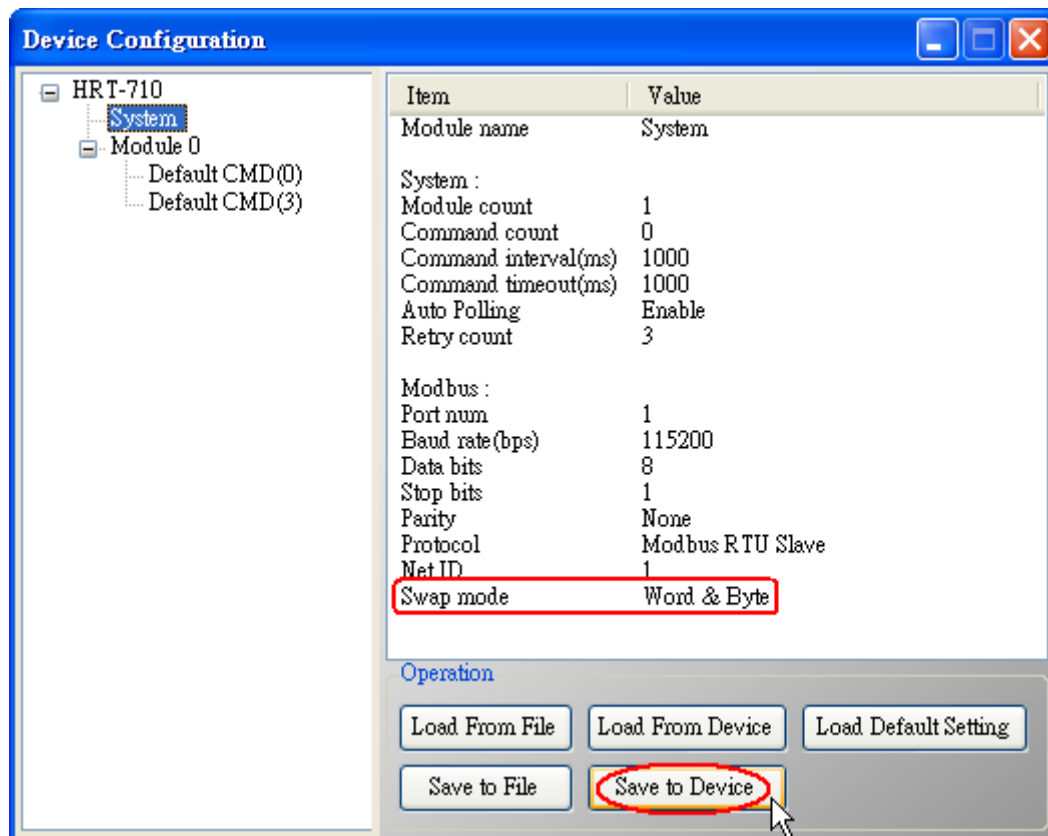 Device Configuration
HRT-710
System
Module 0
Default CMD(0)
Default CMD(3)
Item Value
Module name System
System :
Module count 1
Command count 0
Command interval(ms) 1000
Command timeout(ms) 1000
Auto Polling Enable
Retry count 3
Modbus :
Port num 1
Baud rate(bps) 115200
Data bits 8
Stop bits 1
Parity None
Protocol Modbus RTU Slave
Net ID 1
Swap mode Word & Byte
Operation
Load From File Load From Device Load Default Setting
Save to File Save to Device